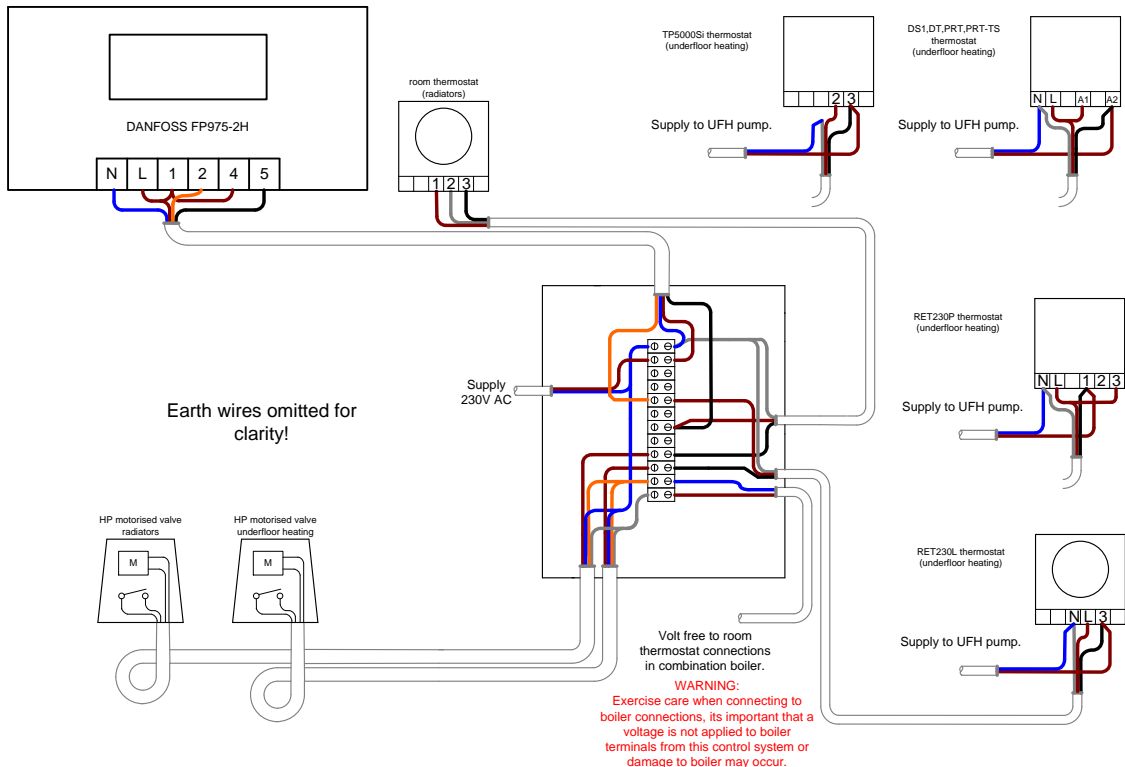 DANFOSS FP975-2H
N L 1 2 4 5
room thermostat
(radiators)
1 2 3
TP5000Si thermostat
(underfloor heating)
2 3
Supply to UFH pump.
DS1,DT,PRT,PRT-TS
thermostat
(underfloor heating)
N L A1 A2
Supply to UFH pump.
Supply
230V AC
Earth wires omitted for
clarity!
RET230P thermostat
(underfloor heating)
N L 1 2 3
Supply to UFH pump.
HP motorised valve
radiators
M
HP motorised valve
underfloor heating
M
RET230L thermostat
(underfloor heating)
N L 3
Supply to UFH pump.
Volt free to room
thermostat connections
in combination boiler.
WARNING:
Exercise care when connecting to
boiler connections, its important that a
voltage is not applied to boiler
terminals from this control system or
damage to boiler may occur.